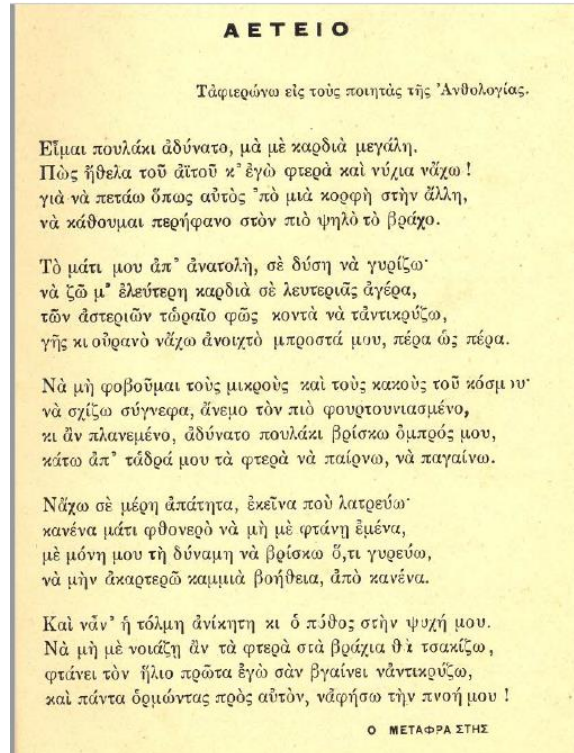 ΑΕΤΕΙΟ
Τἀφιερώνω εἰς τοὺς ποιητὰς τῆς Ἀνθολογίας.
Εἶμαι πουλάκι ἀδύνατο, μὰ μὲ καρδιὰ μεγάλη.
Πὼς ἤθελα τοῦ ἀϊτοῦ κ' ἐγὼ φτερὰ καὶ νύχια νἄχω !
γιὰ νὰ πετάω ὅπως αὐτὸς 'πὸ μιὰ κορφὴ στὴν ἄλλη,
νὰ κάθουμαι περήφανο στὸν πιὸ ψηλὸ τὸ βράχο.
Τὸ μάτι μου ἀπ' ἀνατολὴ, σὲ δύση νὰ γυρίζω·
νὰ ζῶ μ' ἐλεύτερη καρδιὰ σὲ λευτεριᾶς ἀγέρα,
τῶν ἀστεριῶν τὡραῖο φῶς κοντὰ νὰ τἀντικρύζω,
γῆς κι οὐρανὸ νἄχω ἀνοιχτὸ μπροστά μου, πέρα ὡς πέρα.
Νὰ μὴ φοβοῦμαι τοὺς μικροὺς καὶ τοὺς κακοὺς τοῦ κόσμου·
νὰ σχίζω σύγνεφα, ἄνεμο τὸν πιὸ φουρτουνιασμένο,
κι ἂν πλανεμένο, ἀδύνατο πουλάκι βρίσκω ὀμπρός μου,
κάτω ἀπ' τἀδρά μου τὰ φτερὰ νὰ παίρνω, νὰ παγαίνω.
Νἄχω σὲ μέρη ἀπάτητα, ἐκεῖνα ποὺ λατρεύω·
κανένα μάτι φθονερὸ νὰ μὴ μὲ φτάνῃ ἐμένα,
μὲ μόνη μου τὴ δύναμη νὰ βρίσκω ὅ,τι γυρεύω,
νὰ μὴν ἀκαρτερῶ καμμιὰ βοήθεια, ἀπὸ κανένα.
Καὶ νἆν' ἡ τόλμη ἀνίκητη κι ὁ πόθος στὴν ψυχή μου.
Νὰ μὴ μὲ νοιάζῃ ἂν τὰ φτερὰ στὰ βράχια θὰ τσακίζω,
φτάνει τὸν ἥλιο πρῶτα ἐγὼ σὰν βγαίνει νἀντικρύζω,
καὶ πάντα ὁρμώντας πρὸς αὐτὸν, νἀφήσω τὴν πνοή μου !
Ο ΜΕΤΑΦΡΑΣΤΗΣ